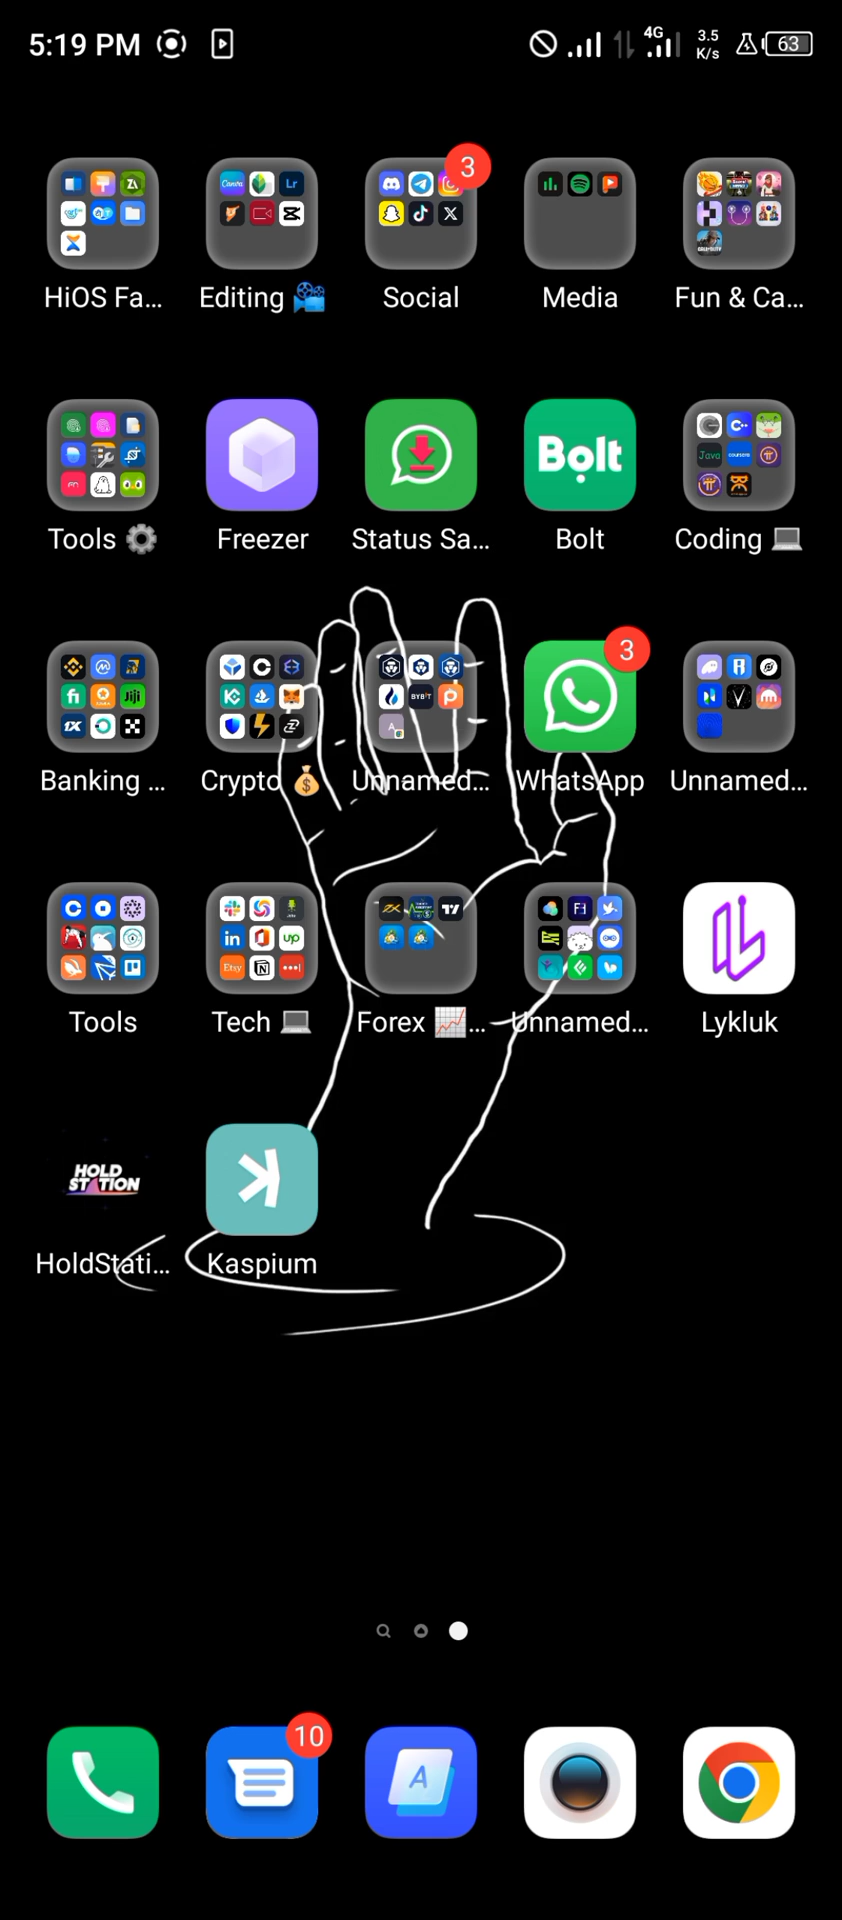 5:19 PM 4G 3.5 K/s 63
3
HiOS Fa... Editing Social Media Fun & Ca...
Bolt
Tools Freezer Status Sa... Bolt Coding
3
Banking ... Crypto Unnamed... WhatsApp Unnamed...
Tools Tech Forex ... Unnamed... Lykluk
HOLD
STATION
HoldStati... Kaspium
10
A